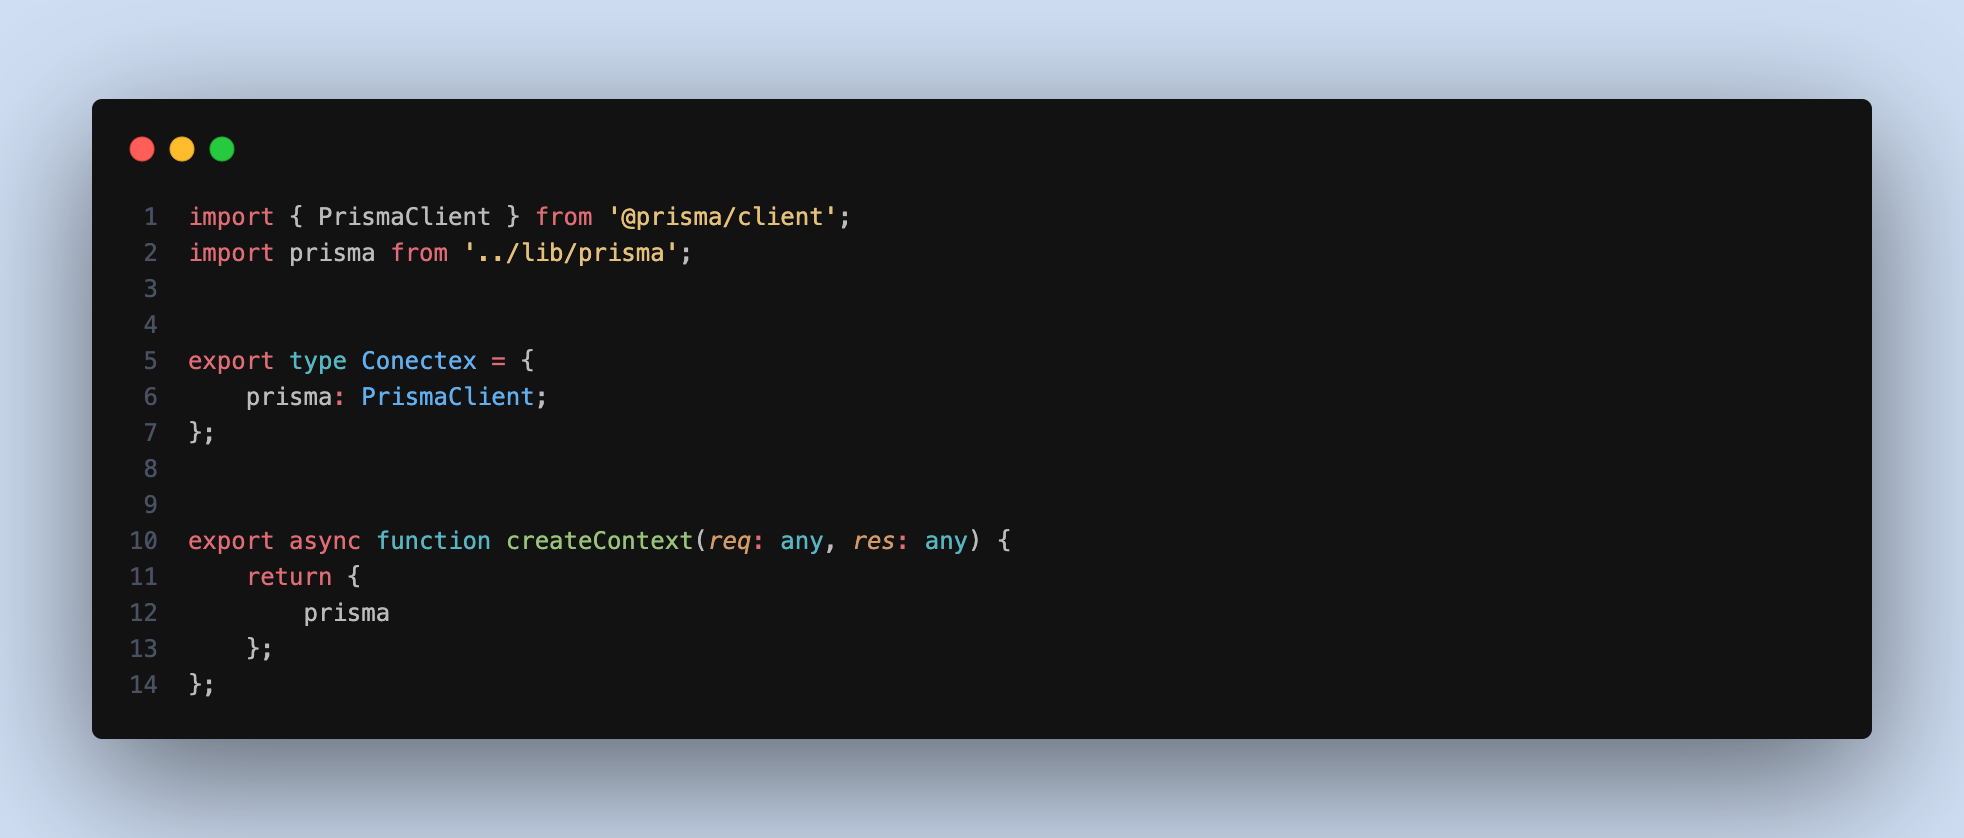 1 import { PrismaClient } from '@prisma/client';
2 import prisma from '../lib/prisma';
3
4
5 export type Conectex = {
6     prisma: PrismaClient;
7 };
8
9
10 export async function createContext(req: any, res: any) {
11     return {
12         prisma
13     };
14 };